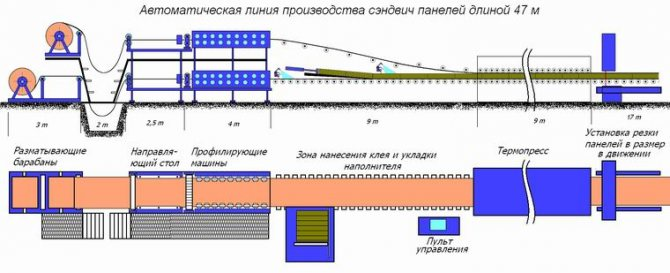 Автоматическая линия производства сэндвич панелей длиной 47 м
3 m
2 m
2,5 m
4 m
9 m
9 m
17 m
Разматывающие
барабаны
Направля-
ющий стол
Профилирующие
машины
Зона нанесения клея и укладки
наполнителя
Термопресс
Установка резки
панелей в размер
в движении
Пульт
управления